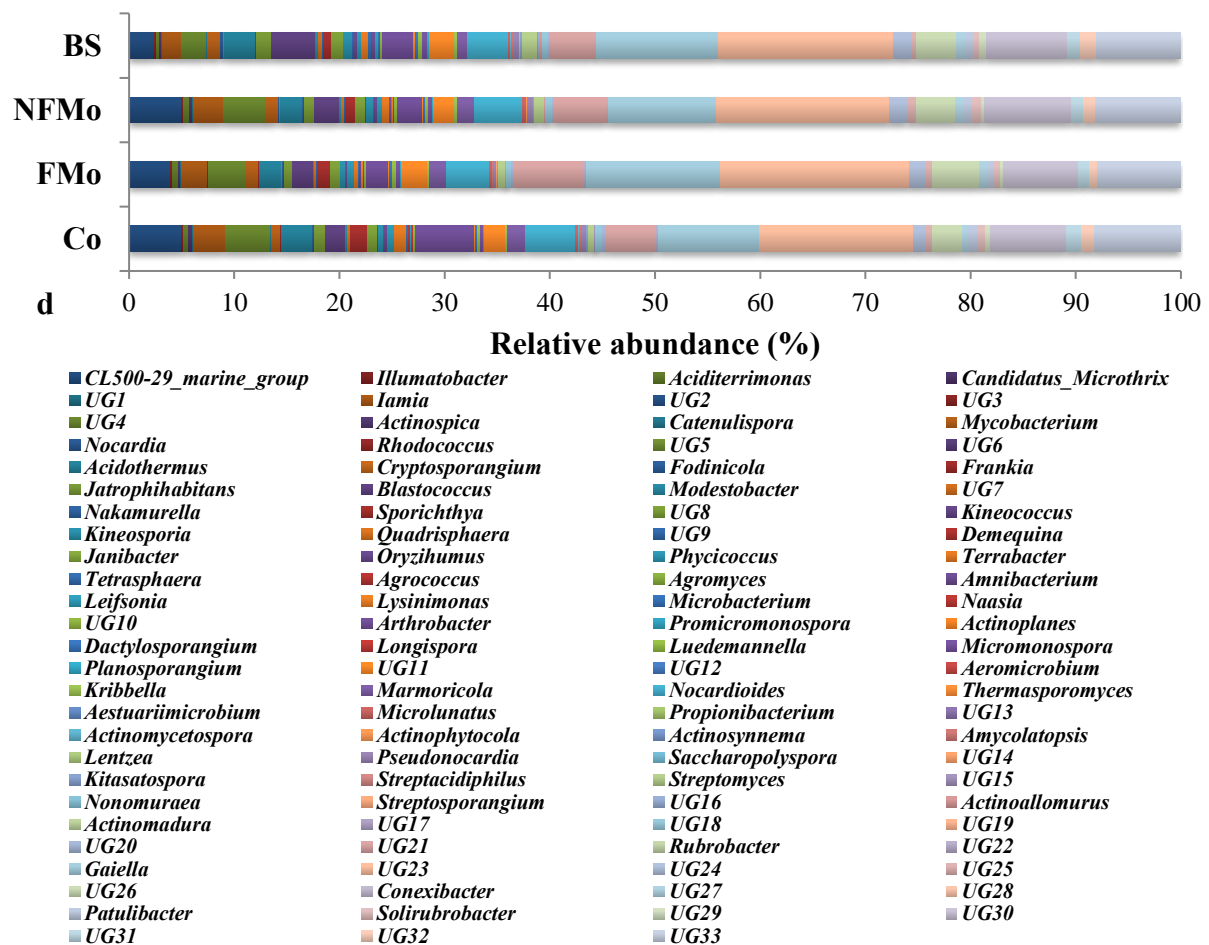 BS
NFMo
FMo
Co
d 0 10 20 30 40 50 60 70 80 90 100
Relative abundance (%)
CL500-29_marine_group Illumatobacter Aciditerrimonas Candidatus_Microthrix
UG1 Iamia UG2 UG3
UG4 Actinospica Catenulispora Mycobacterium
Nocardia Rhodococcus UG5 UG6
Acidothermus Cryptosporangium Fodinicola Frankia
Jatrophihabitans Blastococcus Modestobacter UG7
Nakamurella Sporichthya UG8 Kineococcus
Kineosporia Quadrisphaera UG9 Demequina
Janibacter Oryzihumus Phycicoccus Terrabacter
Tetrasphaera Agrococcus Agromyces Amnibacterium
Leifsonia Lysinimonas Microbacterium Naasia
UG10 Arthrobacter Promicromonospora Actinoplanes
Dactylosporangium Longispora Luedemannella Micromonospora
Planosporangium UG11 UG12 Aeromicrobium
Kribbella Marmoricola Nocardioides Thermasporomyces
Aestuariimicrobium Microlunatus Propionibacterium UG13
Actinomycetospora Actinophytocola Actinosynnema Amycolatopsis
Lentzea Pseudonocardia Saccharopolyspora UG14
Kitasatospora Streptacidiphilus Streptomyces UG15
Nonomuraea Streptosporangium UG16 Actinoallomurus
Actinomadura UG17 UG18 UG19
UG20 UG21 Rubrobacter UG22
Gaiella UG23 UG24 UG25
UG26 Conexibacter UG27 UG28
Patulibacter Solirubrobacter UG29 UG30
UG31 UG32 UG33